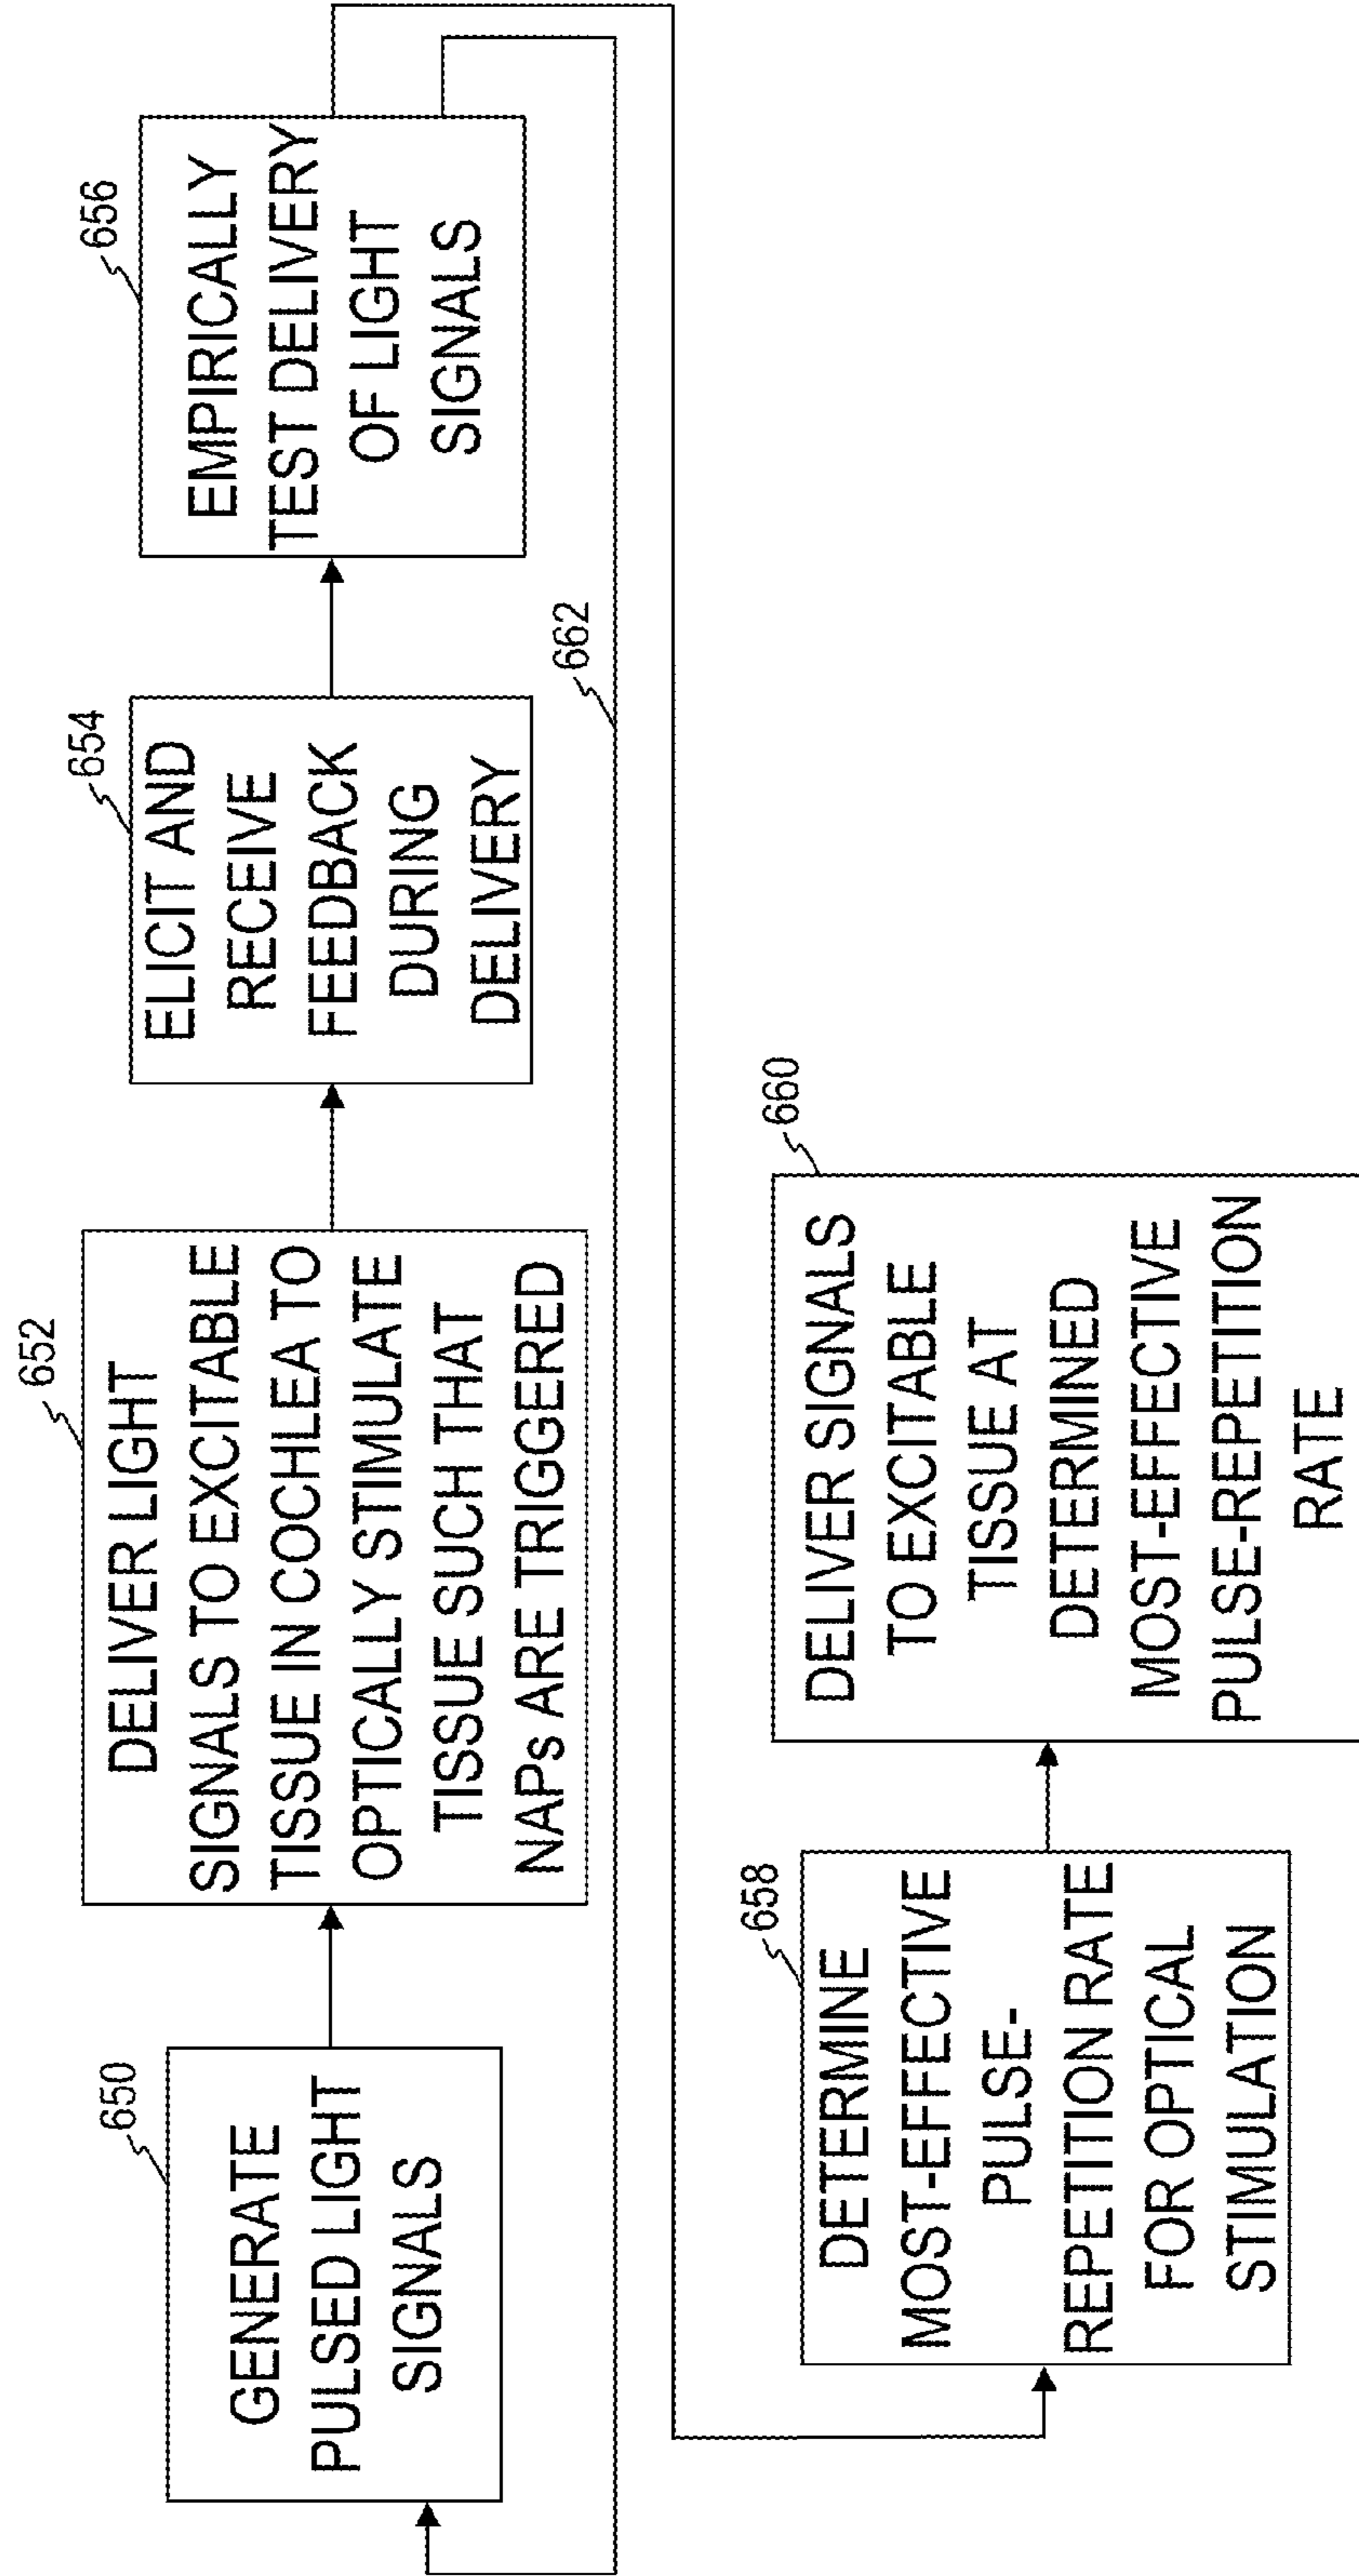 650
GENERATE
PULSED LIGHT
SIGNALS
652
DELIVER LIGHT
SIGNALS TO EXCITABLE
TISSUE IN COCHLEA TO
OPTICALLY STIMULATE
TISSUE SUCH THAT
NAPs ARE TRIGGERED
654
ELICIT AND
RECEIVE
FEEDBACK
DURING
DELIVERY
656
EMPIRICALLY
TEST DELIVERY
OF LIGHT
SIGNALS
662
658
DETERMINE
MOST-EFFECTIVE
PULSE-
REPETITION RATE
FOR OPTICAL
STIMULATION
660
DELIVER SIGNALS
TO EXCITABLE
TISSUE AT
DETERMINED
MOST-EFFECTIVE
PULSE-REPETITION
RATE